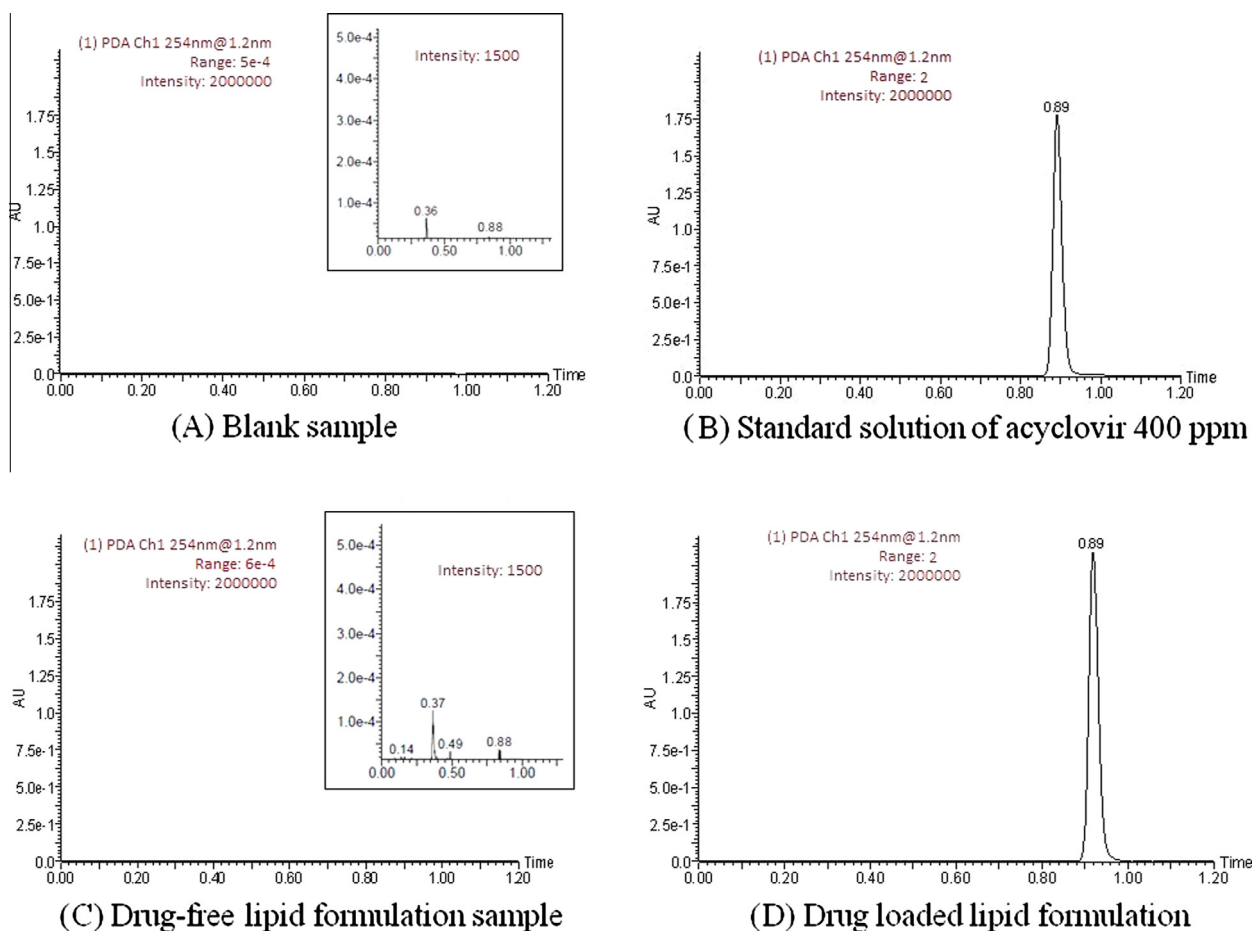 (1) PDA Ch1 254nm@1.2nm
Range: 5e-4
Intensity: 2000000
1.75
1.5
1.25
1.0
7.5e-1
5.0e-1
2.5e-1
0.0
AU
0.00 0.20 0.40 0.60 0.80 1.00 1.20
Time
5.0e-4
4.0e-4
3.0e-4
2.0e-4
1.0e-4
Intensity: 1500
0.36
0.88
0.00 0.50 1.00
(A) Blank sample
(1) PDA Ch1 254nm@1.2nm
Range: 2
Intensity: 2000000
0.89
1.75
1.5
1.25
1.0
7.5e-1
5.0e-1
2.5e-1
0.0
AU
0.00 0.20 0.40 0.60 0.80 1.00 1.20
Time
(B) Standard solution of acyclovir 400 ppm
(1) PDA Ch1 254nm@1.2nm
Range: 6e-4
Intensity: 2000000
1.75
1.5
1.25
1.0
7.5e-1
5.0e-1
2.5e-1
0.0
AU
0.00 0.20 0.40 0.60 0.80 1.00 1.20
Time
5.0e-4
4.0e-4
3.0e-4
2.0e-4
1.0e-4
Intensity: 1500
0.14
0.37
0.49
0.88
0.00 0.50 1.00
(C) Drug-free lipid formulation sample
(1) PDA Ch1 254nm@1.2nm
Range: 2
Intensity: 2000000
0.89
1.75
1.5
1.25
1.0
7.5e-1
5.0e-1
2.5e-1
0.0
AU
0.00 0.20 0.40 0.60 0.80 1.00 1.20
Time
(D) Drug loaded lipid formulation